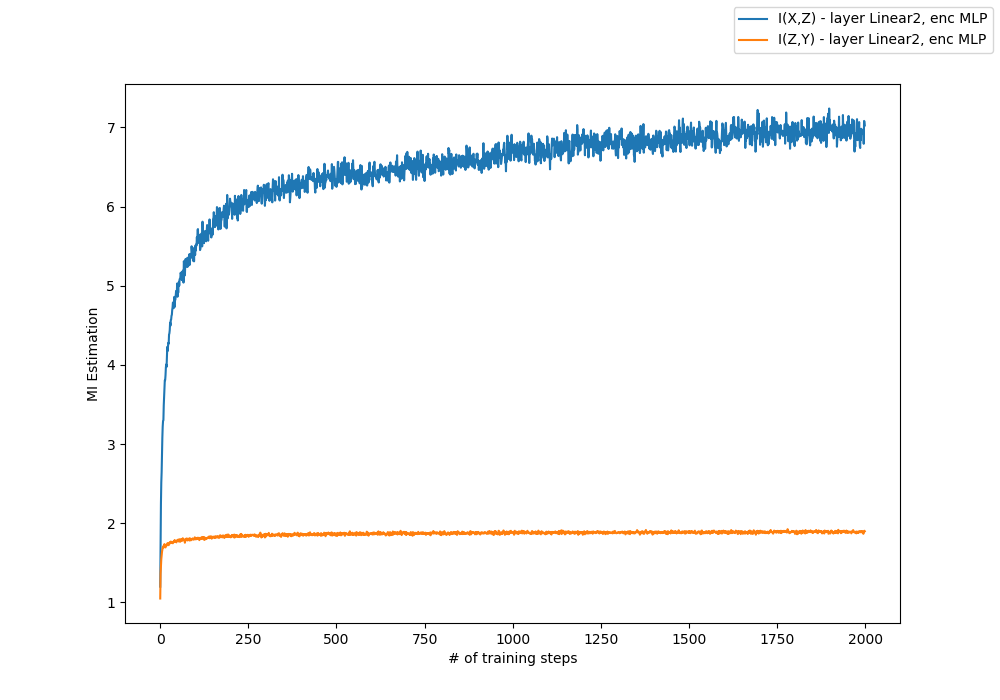 I(X,Z) - layer Linear2, enc MLP
I(Z,Y) - layer Linear2, enc MLP
7
6
5
4
3
2
1
MI Estimation
0 250 500 750 1000 1250 1500 1750 2000
# of training steps